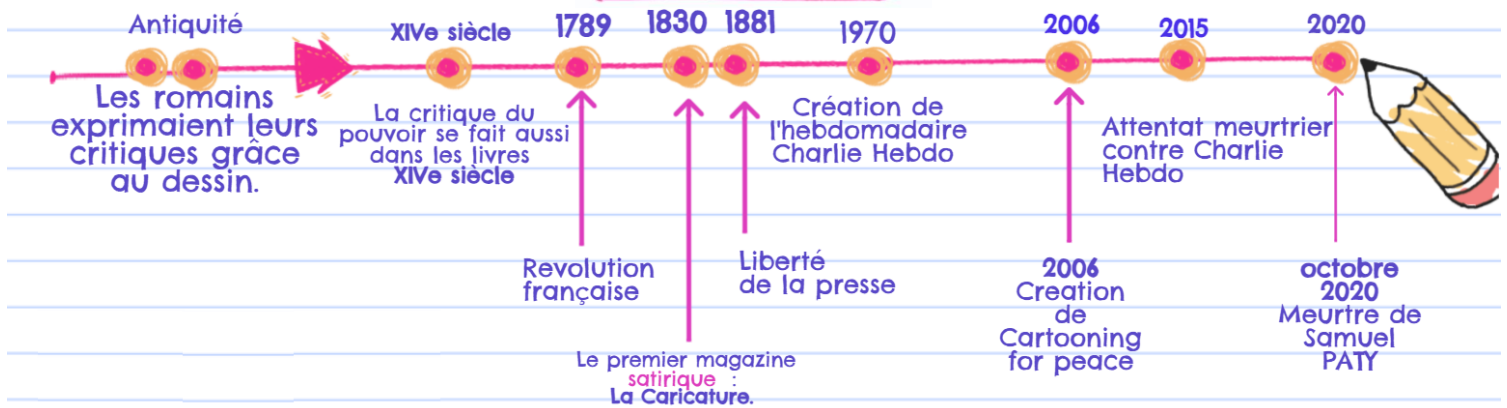 Antiquité
Les romains
exprimaient leurs
critiques grâce
au dessin.
XIVe siècle
La critique du
pouvoir se fait aussi
dans les livres
XIVe siècle
1789
Revolution
française
1830
Le premier magazine
satirique :
La Caricature.
1881
Liberté
de la presse
1970
Création de
l'hebdomadaire
Charlie Hebdo
2006
2006
Creation
de
Cartooning
for peace
2015
Attentat meurtrier
contre Charlie
Hebdo
2020
octobre
2020
Meurtre de
Samuel
PATY